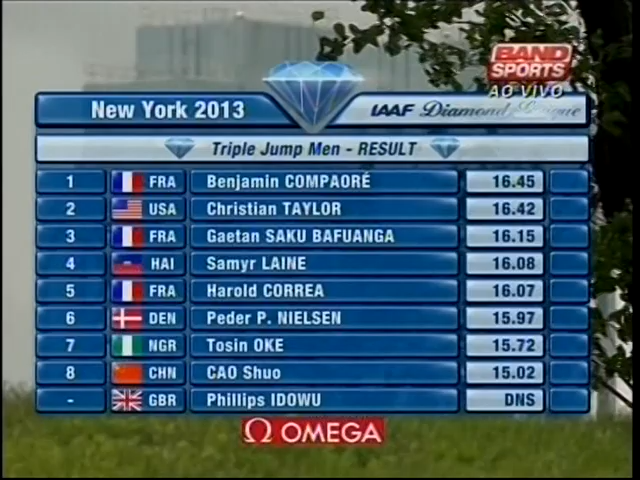 BAND
SPORTS
AO VIVO
New York 2013 IAAF Diamond League
Triple Jump Men - RESULT
1 FRA Benjamin COMPAORÉ 16.45
2 USA Christian TAYLOR 16.42
3 FRA Gaetan SAKU BAFUANGA 16.15
4 HAI Samyr LAINE 16.08
5 FRA Harold CORREA 16.07
6 DEN Peder P. NIELSEN 15.97
7 NGR Tosin OKE 15.72
8 CHN CAO Shuo 15.02
- GBR Phillips IDOWU DNS
Ω OMEGA